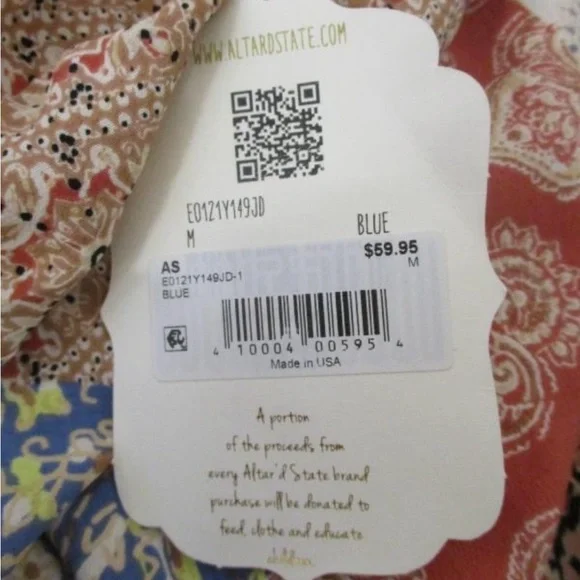 WWW.ALTARDSTATE.COM
E0121Y149JD
M BLUE
AS $59.95
E0121Y149JD-1 M
BLUE
4 10004 00595 4
Made in USA
A portion
of the proceeds from
every Altar'd State brand
purchase will be donated to
feed, clothe and educate
children.